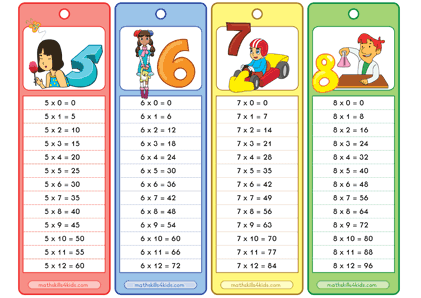 5
5 x 0 = 0
5 x 1 = 5
5 x 2 = 10
5 x 3 = 15
5 x 4 = 20
5 x 5 = 25
5 x 6 = 30
5 x 7 = 35
5 x 8 = 40
5 x 9 = 45
5 x 10 = 50
5 x 11 = 55
5 x 12 = 60
mathskills4kids.com
6
6 x 0 = 0
6 x 1 = 6
6 x 2 = 12
6 x 3 = 18
6 x 4 = 24
6 x 5 = 30
6 x 6 = 36
6 x 7 = 42
6 x 8 = 48
6 x 9 = 54
6 x 10 = 60
6 x 11 = 66
6 x 12 = 72
mathskills4kids.com
7
7 x 0 = 0
7 x 1 = 7
7 x 2 = 14
7 x 3 = 21
7 x 4 = 28
7 x 5 = 35
7 x 6 = 42
7 x 7 = 49
7 x 8 = 56
7 x 9 = 63
7 x 10 = 70
7 x 11 = 77
7 x 12 = 84
mathskills4kids.com
8
8 x 0 = 0
8 x 1 = 8
8 x 2 = 16
8 x 3 = 24
8 x 4 = 32
8 x 5 = 40
8 x 6 = 48
8 x 7 = 56
8 x 8 = 64
8 x 9 = 72
8 x 10 = 80
8 x 11 = 88
8 x 12 = 96
mathskills4kids.com